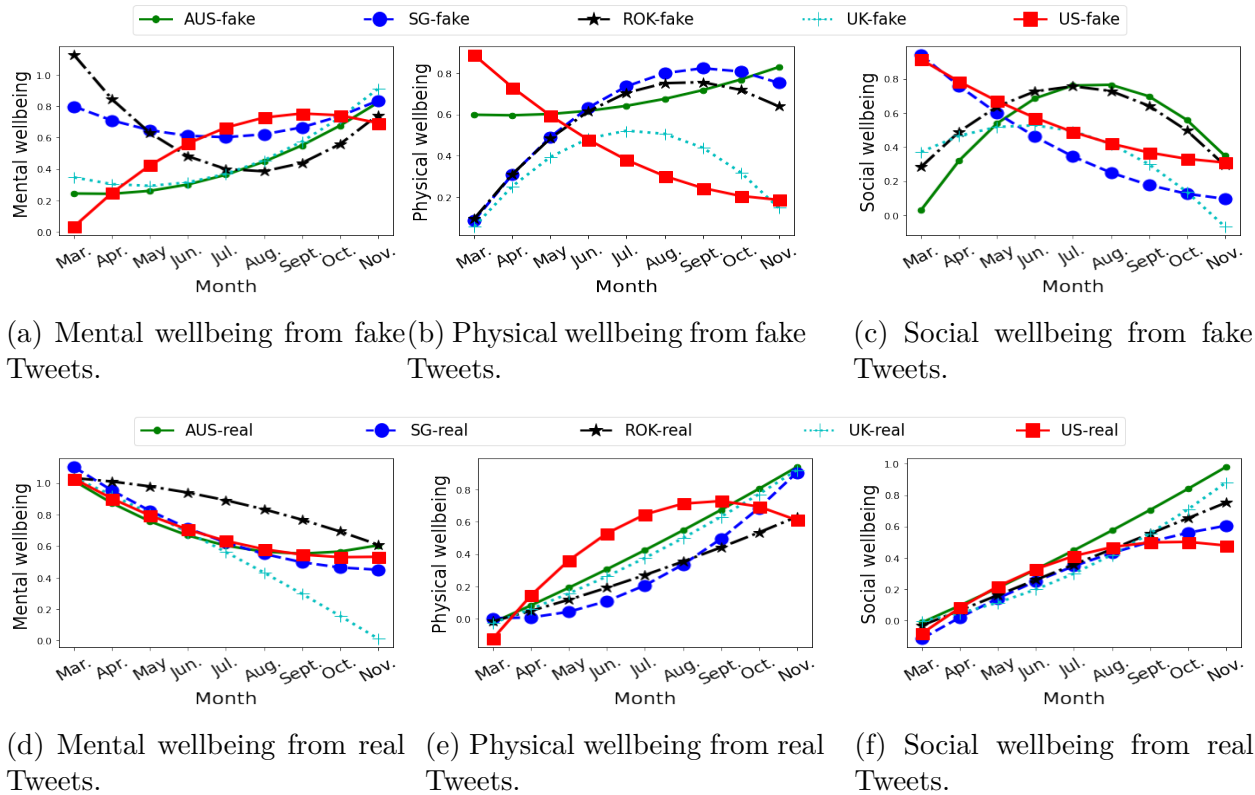 AUS-fake SG-fake ROK-fake UK-fake US-fake
Mental wellbeing
1.0
0.8
0.6
0.4
0.2
0.0
Mar. Apr. May Jun. Jul. Aug. Sept. Oct. Nov.
Month
Physical wellbeing
0.8
0.6
0.4
0.2
Mar. Apr. May Jun. Jul. Aug. Sept. Oct. Nov.
Month
Social wellbeing
0.8
0.6
0.4
0.2
0.0
Mar. Apr. May Jun. Jul. Aug. Sept. Oct. Nov.
Month
(a) Mental wellbeing from fake
Tweets.
(b) Physical wellbeing from fake
Tweets.
(c) Social wellbeing from fake
Tweets.
AUS-real SG-real ROK-real UK-real US-real
Mental wellbeing
1.0
0.8
0.6
0.4
0.2
0.0
Mar. Apr. May Jun. Jul. Aug. Sept. Oct. Nov.
Month
Physical wellbeing
0.8
0.6
0.4
0.2
0.0
Mar. Apr. May Jun. Jul. Aug. Sept. Oct. Nov.
Month
Social wellbeing
1.0
0.8
0.6
0.4
0.2
0.0
Mar. Apr. May Jun. Jul. Aug. Sept. Oct. Nov.
Month
(d) Mental wellbeing from real
Tweets.
(e) Physical wellbeing from real
Tweets.
(f) Social wellbeing from real
Tweets.